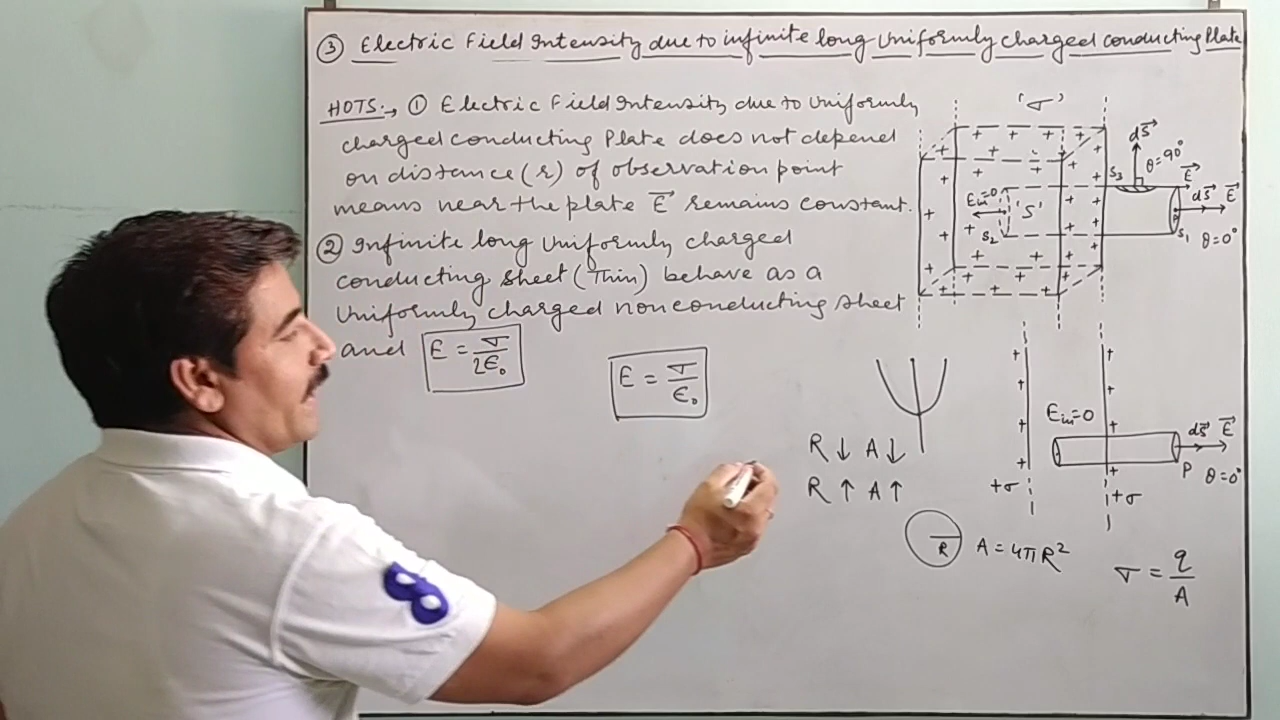 ③ Electric Field Intensity due to infinite long Uniformly charged conducting Plate
HOTS:→ ① Electric Field Intensity due to Uniformly
charged conducting Plate does not depend
on distance (r) of observation point
means near the plate E⃗ remains constant.
② Infinite long Uniformly charged
conducting sheet (Thin) behave as a
Uniformly charged nonconducting sheet
and E = σ/2ϵ₀
E = σ/ϵ₀
'σ'
dS⃗
θ=90°
S₃
E⃗
Ein=0
'S'
dS⃗ E⃗
S₂
S₁ θ=0°
Ein=0
dS⃗ E⃗
P θ=0°
+σ +σ
R↓ A↓
R↑ A↑
R A = 4πR²
σ = q/A
8